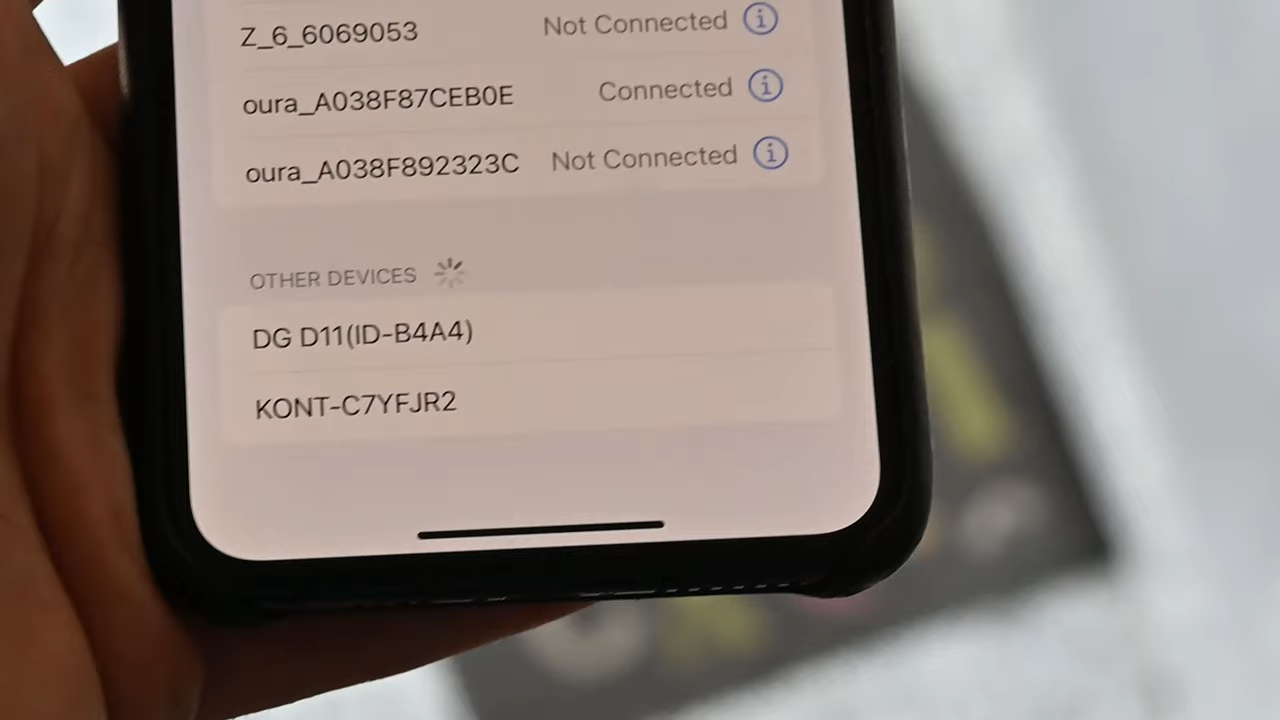 Z_6_6069053 Not Connected
oura_A038F87CEB0E Connected
oura_A038F892323C Not Connected
OTHER DEVICES
DG D11(ID-B4A4)
KONT-C7YFJR2